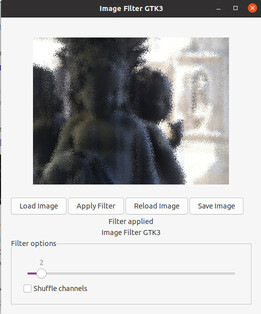 Image Filter GTK3
Load Image Apply Filter Reload Image Save Image
Filter applied
Image Filter GTK3
Filter options
2
Shuffle channels